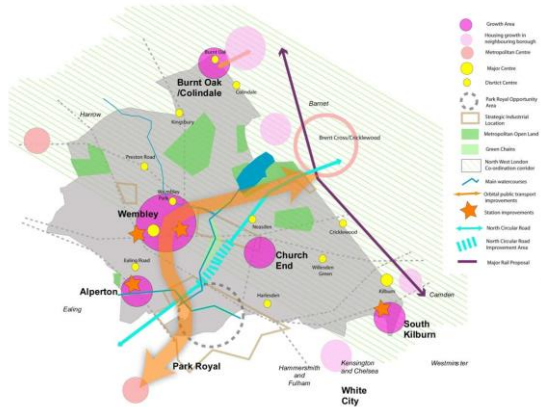 Burnt Oak
Burnt Oak
/Colindale
Colindale
Barnet
Harrow
Kingsbury
Brent Cross/Cricklewood
Preston Road
Wembley
Park
Wembley
Neasden
Cricklewood
Church
End
Ealing Road
Willesden
Green
Alperton
Harlesden
Kilburn
Camden
Ealing
South
Kilburn
Park Royal
Hammersmith
and
Fulham
Kensington
and Chelsea
Westminster
White
City
Growth Area
Housing growth in
neighbouring borough
Metropolitan Centre
Major Centre
District Centre
Park Royal Opportunity
Area
Strategic Industrial
Location
Metropolitan Open Land
Green Chains
North West London
Co-ordination corridor
Main watercourses
Orbital public transport
improvements
Station improvements
North Circular Road
North Circular Road
Improvement Area
Major Rail Proposal